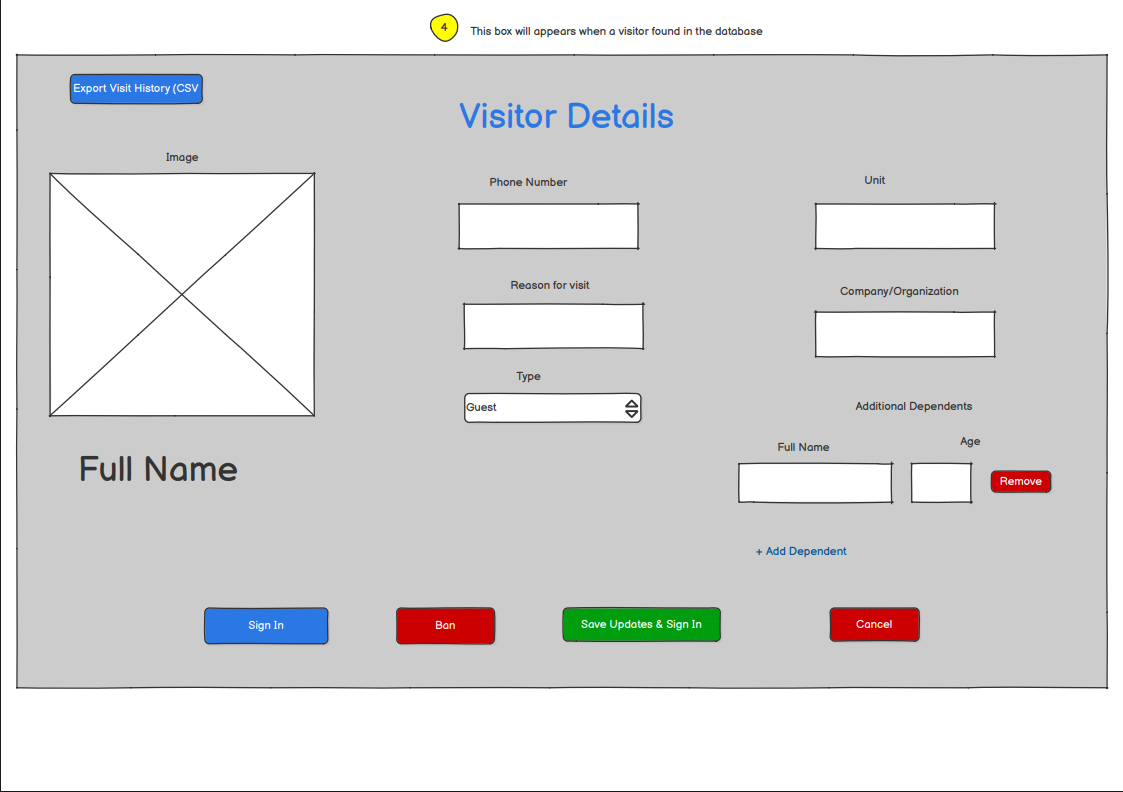 4
This box will appears when a visitor found in the database
Export Visit History (CSV
Visitor Details
Image
Phone Number
Unit
Reason for visit
Company/Organization
Type
Guest
Additional Dependents
Full Name
Age
Remove
Full Name
+ Add Dependent
Sign In
Ban
Save Updates & Sign In
Cancel